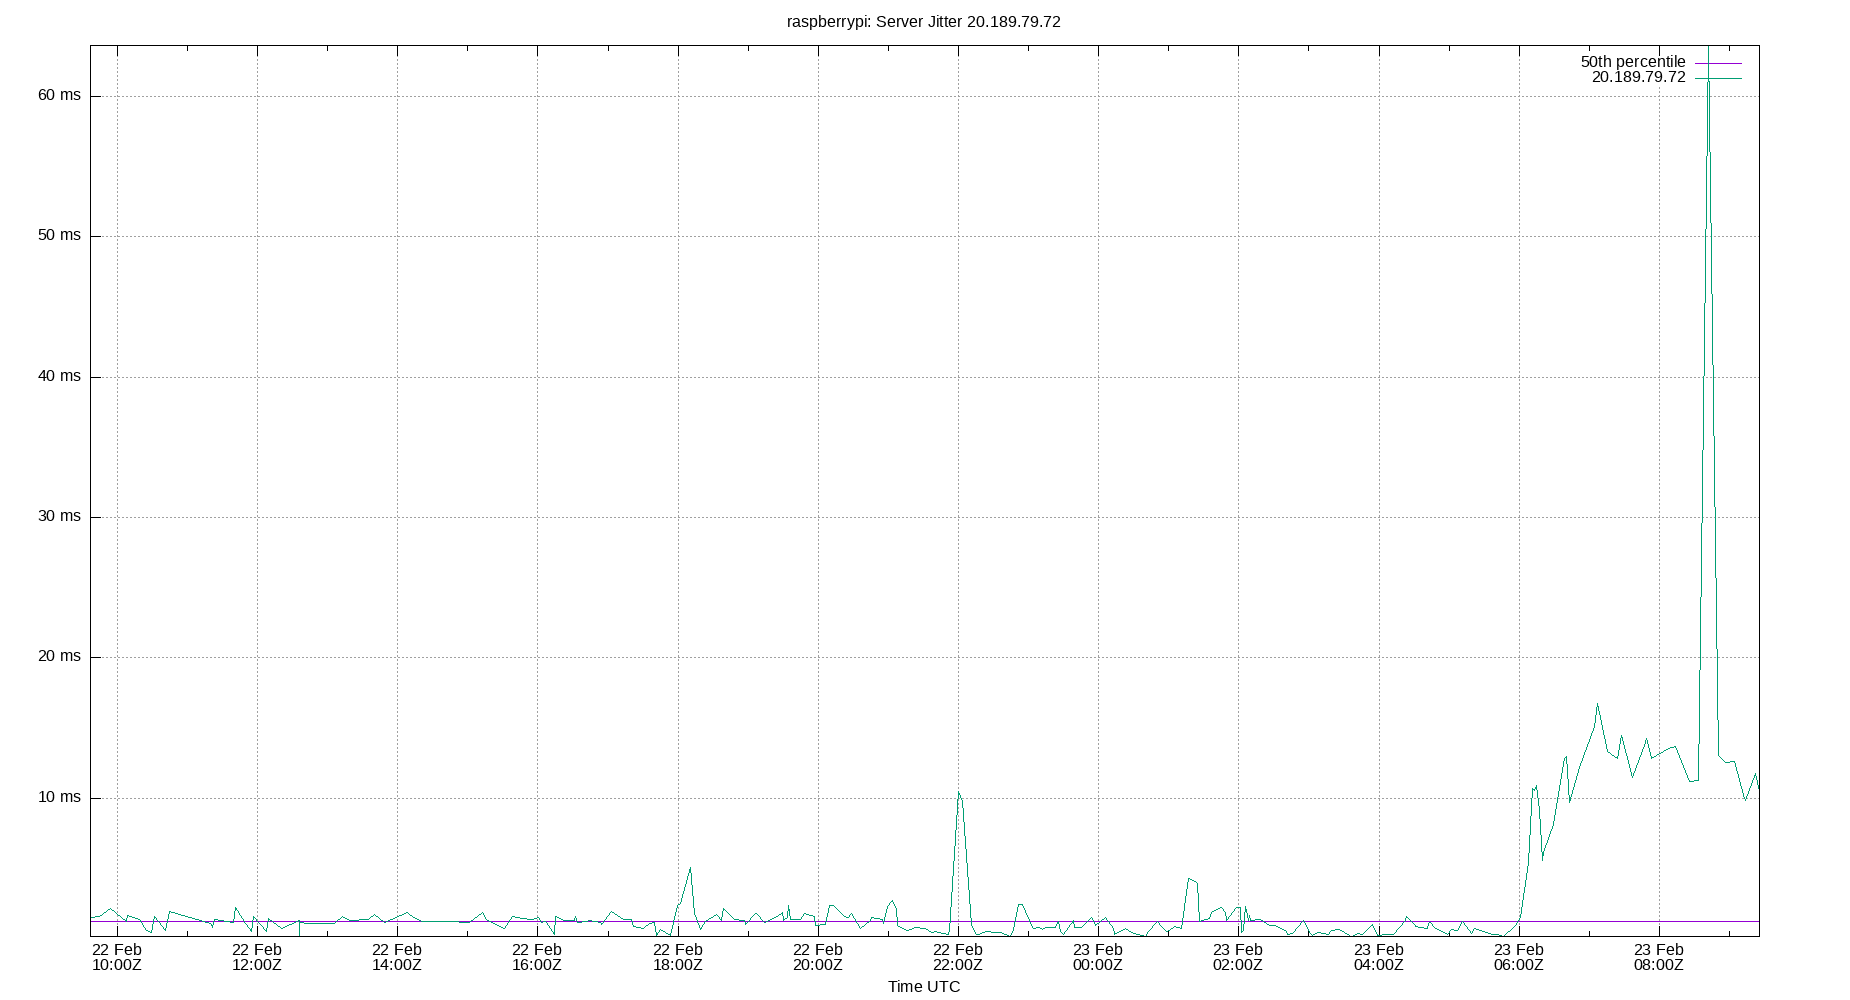 raspberrypi: Server Jitter 20.189.79.72
50th percentile
20.189.79.72
60 ms
50 ms
40 ms
30 ms
20 ms
10 ms
22 Feb 22 Feb 22 Feb 22 Feb 22 Feb 22 Feb 22 Feb 23 Feb 23 Feb 23 Feb 23 Feb 23 Feb
10:00Z 12:00Z 14:00Z 16:00Z 18:00Z 20:00Z 22:00Z 00:00Z 02:00Z 04:00Z 06:00Z 08:00Z
Time UTC